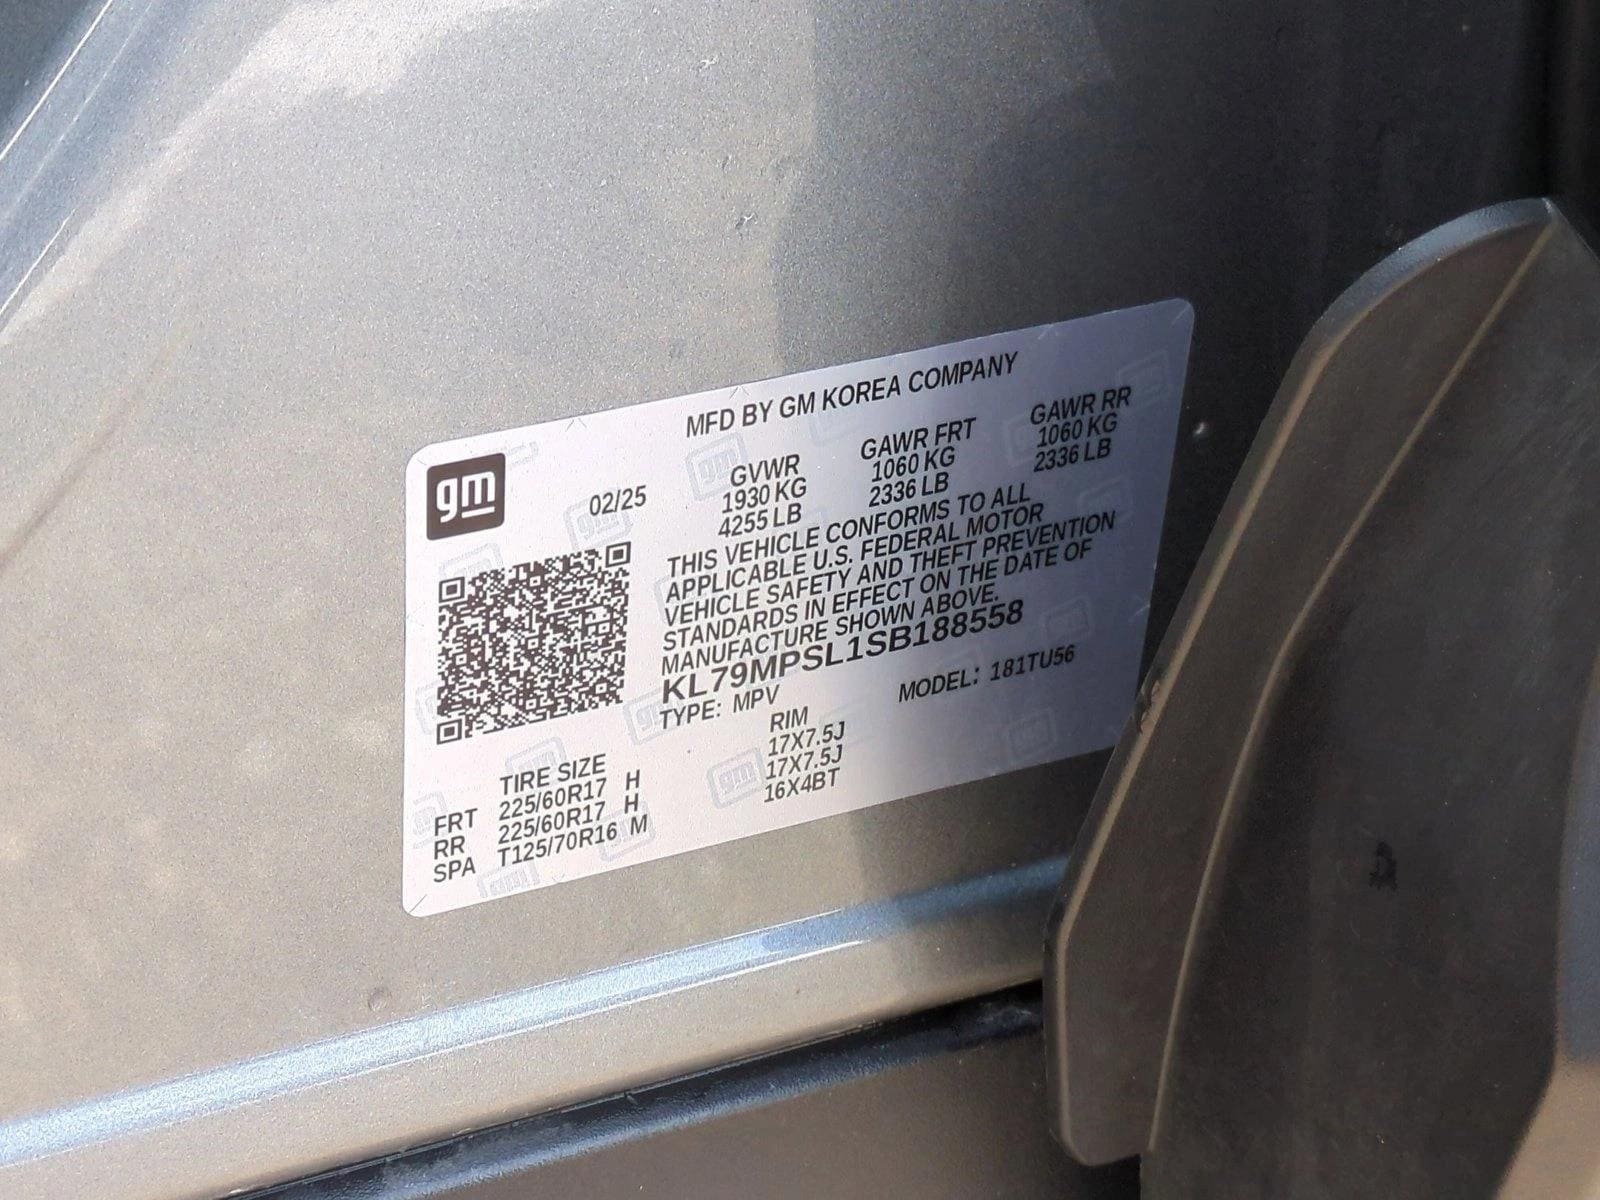 MFD BY GM KOREA COMPANY
gm
02/25
GVWR GAWR FRT GAWR RR
1930 KG 1060 KG 1060 KG
4255 LB 2336 LB 2336 LB
THIS VEHICLE CONFORMS TO ALL
APPLICABLE U.S. FEDERAL MOTOR
VEHICLE SAFETY AND THEFT PREVENTION
STANDARDS IN EFFECT ON THE DATE OF
MANUFACTURE SHOWN ABOVE.
KL79MPSL1SB188558
TYPE: MPV MODEL: 181TU56
TIRE SIZE RIM
FRT 225/60R17 H 17X7.5J
RR 225/60R17 H 17X7.5J
SPA T125/70R16 M 16X4BT